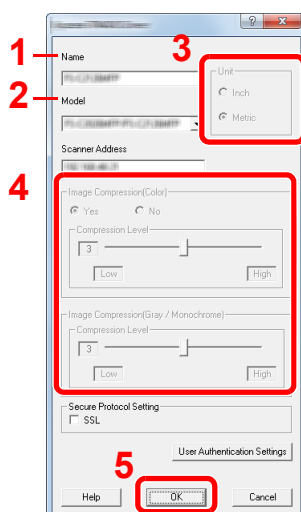 1
Name
3
Unit
Inch
Metric
2
Model
Scanner Address
4
Image Compression(Color)
Yes No
Compression Level
3
Low High
Image Compression(Gray / Monochrome)
Compression Level
3
Low High
Secure Protocol Setting
SSL
User Authentication Settings
5
Help OK Cancel